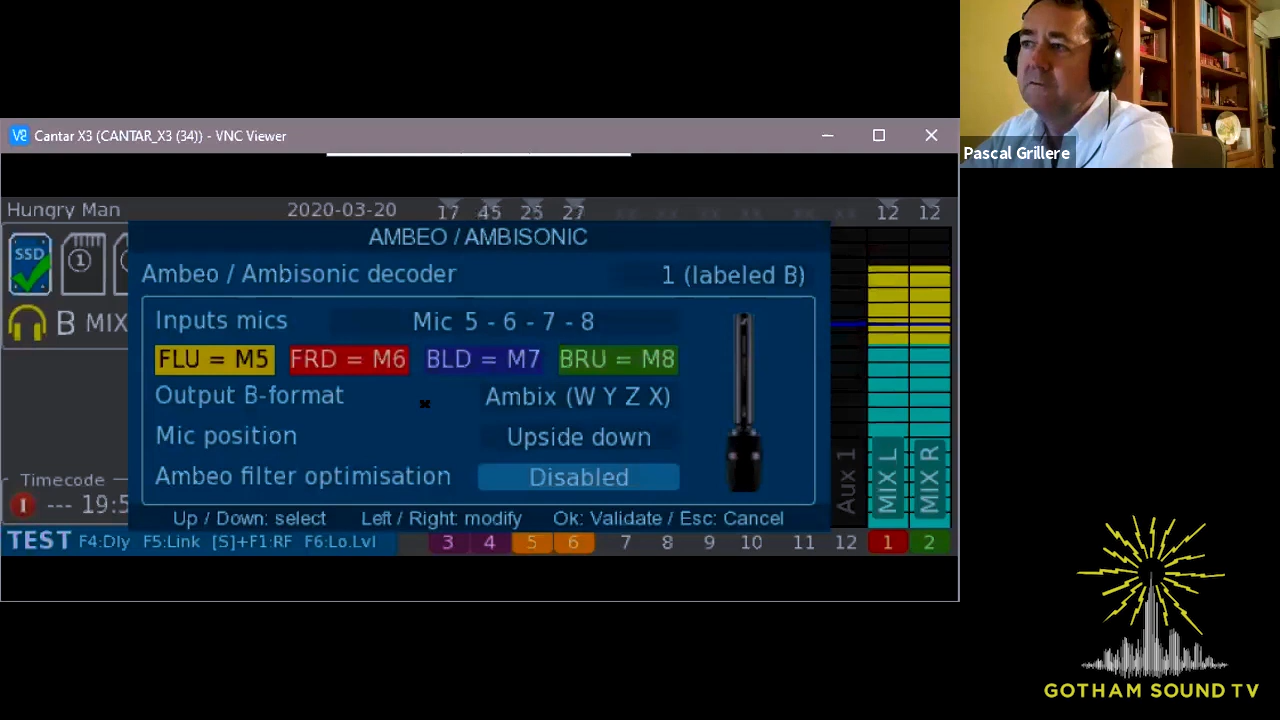 Cantar X3 (CANTAR_X3 (34)) - VNC Viewer
Pascal Grillere
Hungry Man 2020-03-20 17 45 25 27 12 12
AMBEO / AMBISONIC
SSD 1
Ambeo / Ambisonic decoder 1 (labeled B)
B MIX
Inputs mics Mic 5 - 6 - 7 - 8
FLU = M5 FRD = M6 BLD = M7 BRU = M8
Output B-format Ambix (W Y Z X)
Mic position Upside down
Ambeo filter optimisation Disabled
Aux 1 MIX L MIX R
Timecode
--- 19:5
Up / Down: select Left / Right: modify Ok: Validate / Esc: Cancel
TEST F4:Dly F5:Link [S]+F1:RF F6:Lo.Lvl 3 4 5 6 7 8 9 10 11 12 1 2
GOTHAM SOUND TV